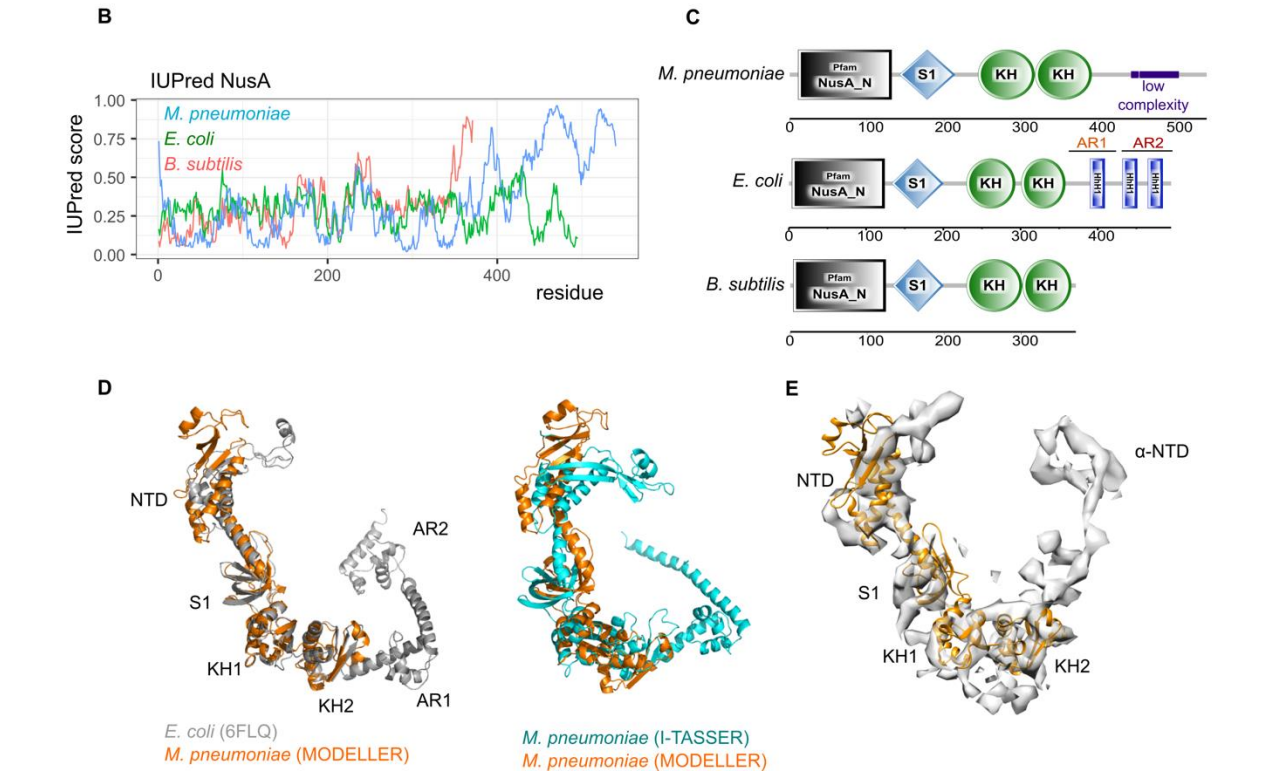 B
IUPred NusA
1.00
0.75
0.50
0.25
0.00
IUPred score
M. pneumoniae
E. coli
B. subtilis
0 200 400
residue
C
M. pneumoniae
Pfam
NusA_N
S1
KH
KH
low
complexity
0 100 200 300 400 500
AR1 AR2
E. coli
Pfam
NusA_N
S1
KH
KH
HhH1
HhH1
HhH1
0 100 200 300 400
B. subtilis
Pfam
NusA_N
S1
KH
KH
0 100 200 300
D
NTD
S1
KH1
KH2
AR1
AR2
E. coli (6FLQ)
M. pneumoniae (MODELLER)
M. pneumoniae (I-TASSER)
M. pneumoniae (MODELLER)
E
NTD
α-NTD
S1
KH1
KH2